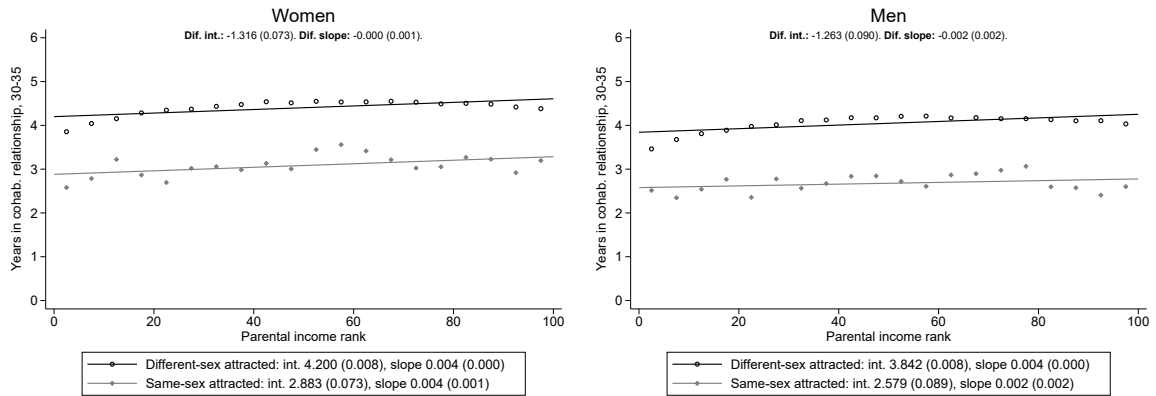 Women
Dif. int.: -1.316 (0.073). Dif. slope: -0.000 (0.001).
Years in cohab. relationship, 30-35
6
5
4
3
2
1
0
0 20 40 60 80 100
Parental income rank
Different-sex attracted: int. 4.200 (0.008), slope 0.004 (0.000)
Same-sex attracted: int. 2.883 (0.073), slope 0.004 (0.001)
Men
Dif. int.: -1.263 (0.090). Dif. slope: -0.002 (0.002).
Years in cohab. relationship, 30-35
6
5
4
3
2
1
0
0 20 40 60 80 100
Parental income rank
Different-sex attracted: int. 3.842 (0.008), slope 0.004 (0.000)
Same-sex attracted: int. 2.579 (0.089), slope 0.002 (0.002)